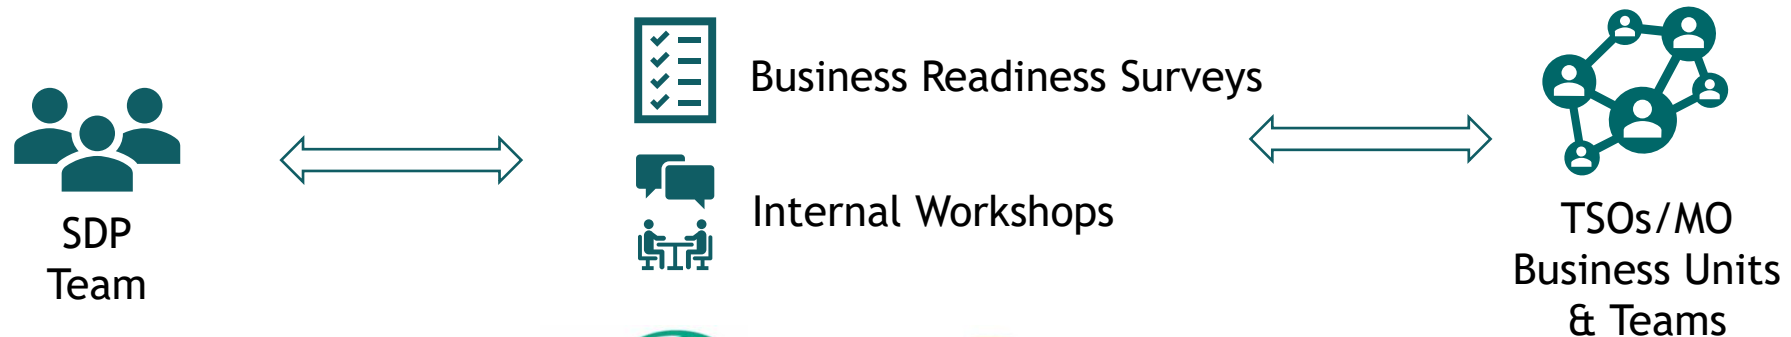 Business Readiness Surveys
Internal Workshops
SDP
Team
TSOs/MO
Business Units
& Teams